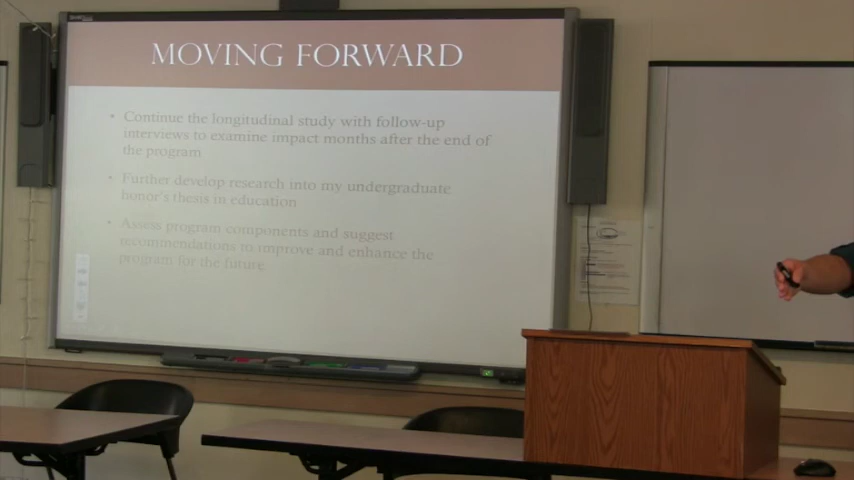 MOVING FORWARD
• Continue the longitudinal study with follow-up
interviews to examine impact months after the end of
the program
• Further develop research into my undergraduate
honor's thesis in education
• Assess program components and suggest
recommendations to improve and enhance the
program for the future